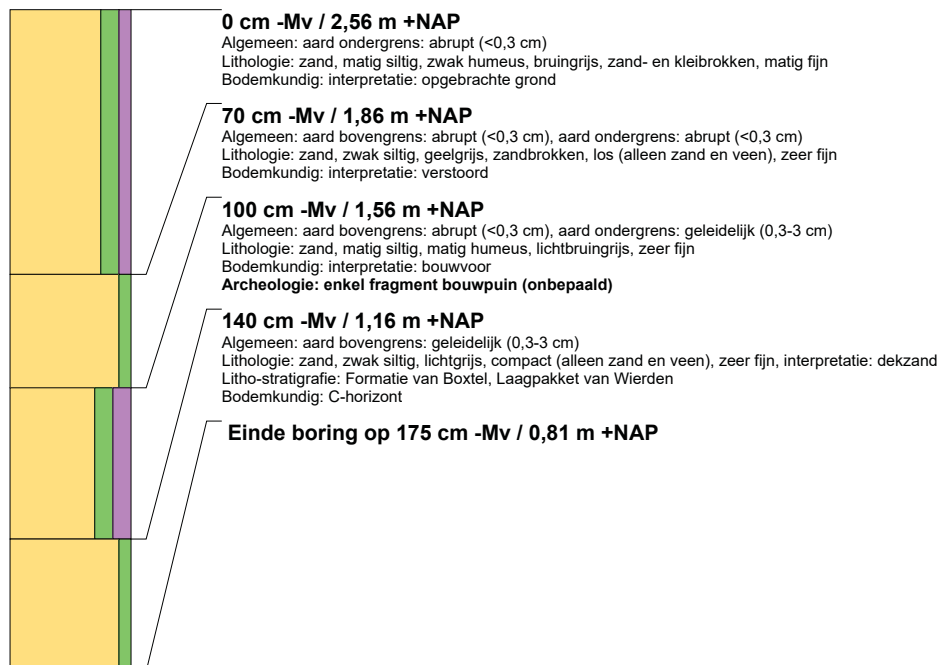 0 cm -Mv / 2,56 m +NAP
Algemeen: aard ondergrens: abrupt (<0,3 cm)
Lithologie: zand, matig siltig, zwak humeus, bruingrijs, zand- en kleibrokken, matig fijn
Bodemkundig: interpretatie: opgebrachte grond
70 cm -Mv / 1,86 m +NAP
Algemeen: aard bovengrens: abrupt (<0,3 cm), aard ondergrens: abrupt (<0,3 cm)
Lithologie: zand, zwak siltig, geelgrijs, zandbrokken, los (alleen zand en veen), zeer fijn
Bodemkundig: interpretatie: verstoord
100 cm -Mv / 1,56 m +NAP
Algemeen: aard bovengrens: abrupt (<0,3 cm), aard ondergrens: geleidelijk (0,3-3 cm)
Lithologie: zand, matig siltig, matig humeus, lichtbruingrijs, zeer fijn
Bodemkundig: interpretatie: bouwvoor
Archeologie: enkel fragment bouwpuin (onbepaald)
140 cm -Mv / 1,16 m +NAP
Algemeen: aard bovengrens: geleidelijk (0,3-3 cm)
Lithologie: zand, zwak siltig, lichtgrijs, compact (alleen zand en veen), zeer fijn, interpretatie: dekzand
Litho-stratigrafie: Formatie van Boxtel, Laagpakket van Wierden
Bodemkundig: C-horizont
Einde boring op 175 cm -Mv / 0,81 m +NAP